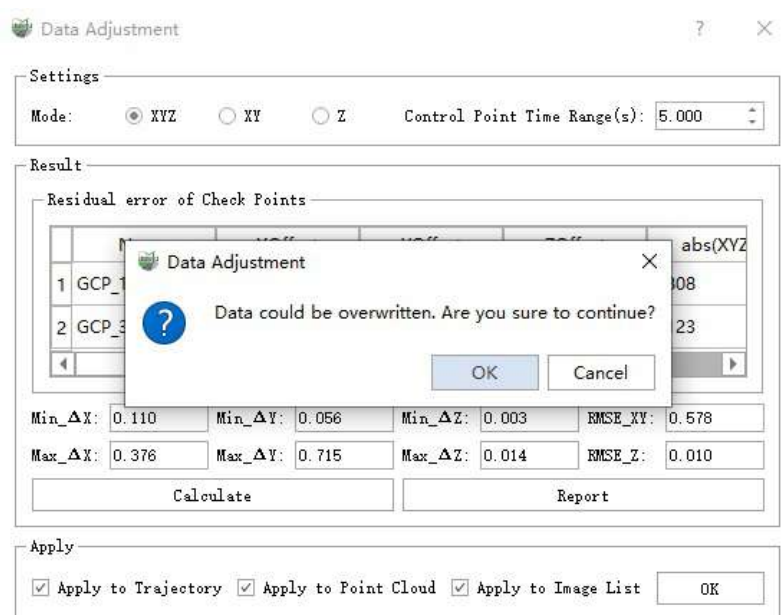 Data Adjustment
Settings
Mode: XYZ XY Z Control Point Time Range(s): 5.000
Result
Residual error of Check Points
abs(XYZ
1 GCP_1 308
2 GCP_3 123
Data Adjustment
Data could be overwritten. Are you sure to continue?
OK Cancel
Min_ΔX: 0.110 Min_ΔY: 0.056 Min_ΔZ: 0.003 RMSE_XY: 0.578
Max_ΔX: 0.376 Max_ΔY: 0.715 Max_ΔZ: 0.014 RMSE_Z: 0.010
Calculate Report
Apply
Apply to Trajectory Apply to Point Cloud Apply to Image List OK